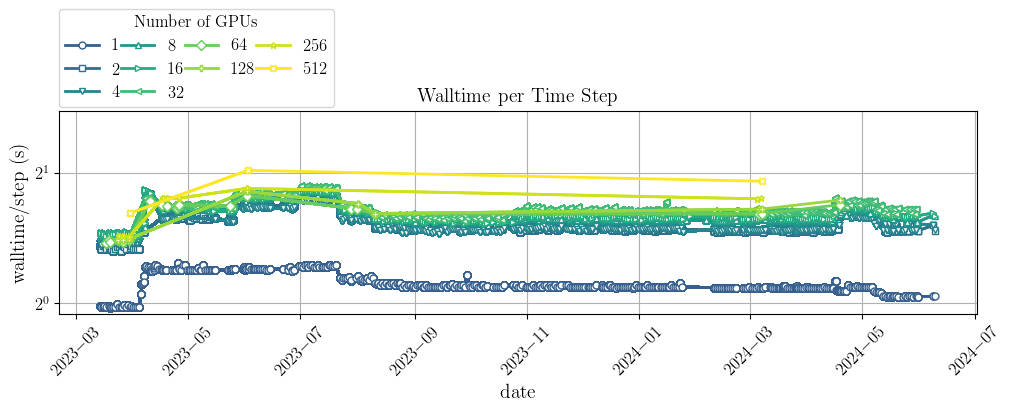 Number of GPUs
1 8 64 256
2 16 128 512
4 32
Walltime per Time Step
walltime/step (s)
2^1
2^0
2023−03 2023−05 2023−07 2023−09 2023−11 2024−01 2024−03 2024−05 2024−07
date